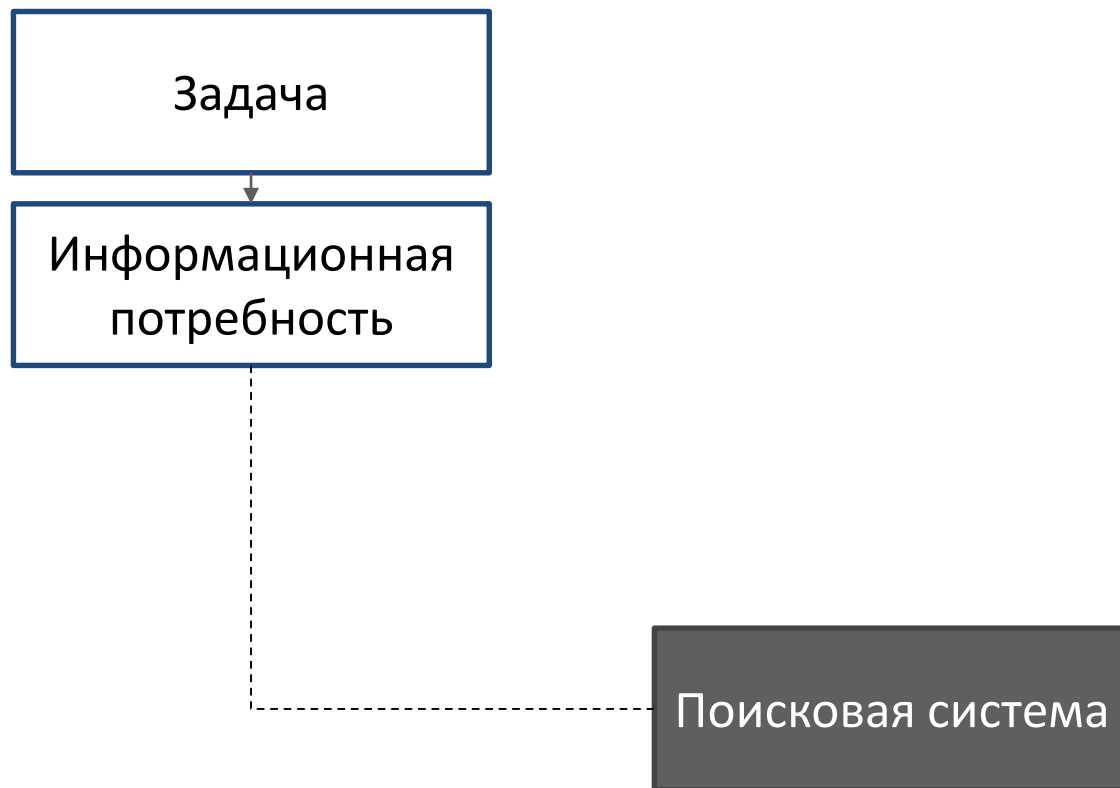 Задача
Информационная
потребность
Поисковая система